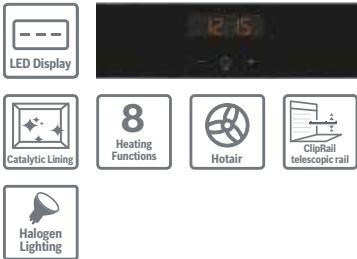 LED Display
12 15
Catalytic Lining
8
Heating
Functions
Hotair
ClipRail
telescopic rail
Halogen
Lighting